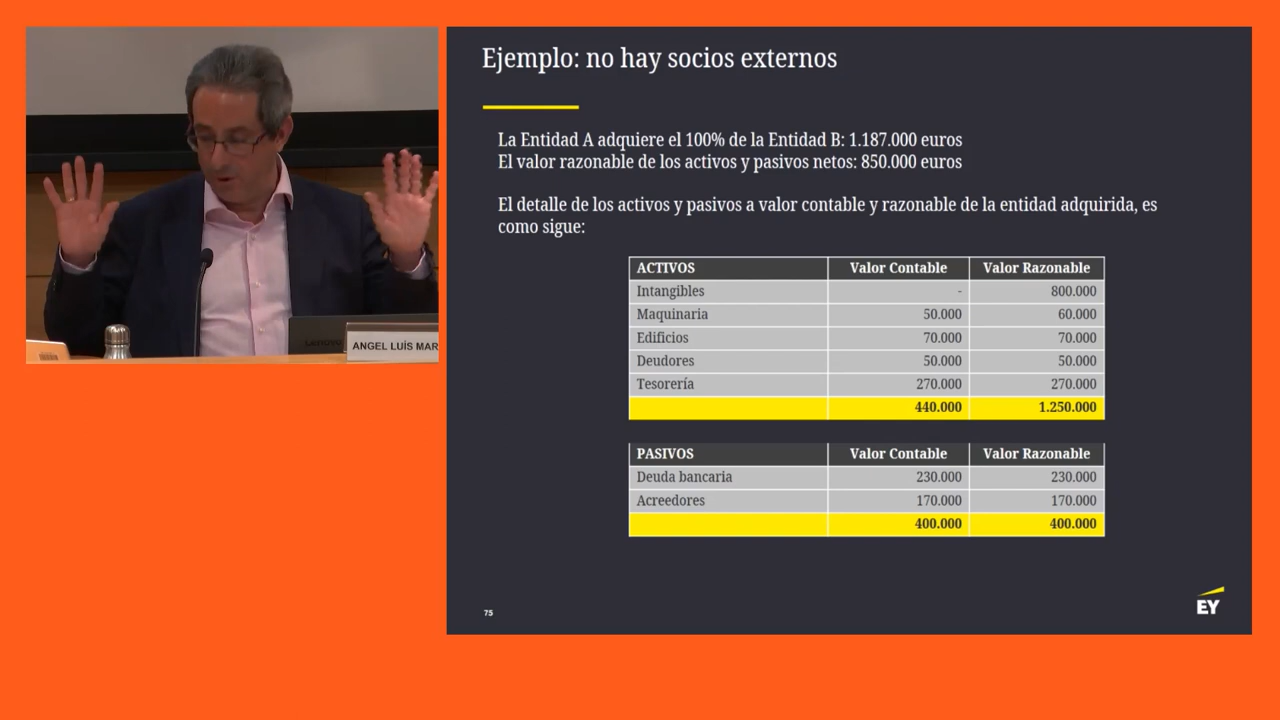 Ejemplo: no hay socios externos
La Entidad A adquiere el 100% de la Entidad B: 1.187.000 euros
El valor razonable de los activos y pasivos netos: 850.000 euros
El detalle de los activos y pasivos a valor contable y razonable de la entidad adquirida, es
como sigue:
ACTIVOS Valor Contable Valor Razonable
Intangibles - 800.000
Maquinaria 50.000 60.000
Edificios 70.000 70.000
Deudores 50.000 50.000
Tesorería 270.000 270.000
440.000 1.250.000
PASIVOS Valor Contable Valor Razonable
Deuda bancaria 230.000 230.000
Acreedores 170.000 170.000
400.000 400.000
75
EY
Lenovo
ANGEL LUÍS MAR